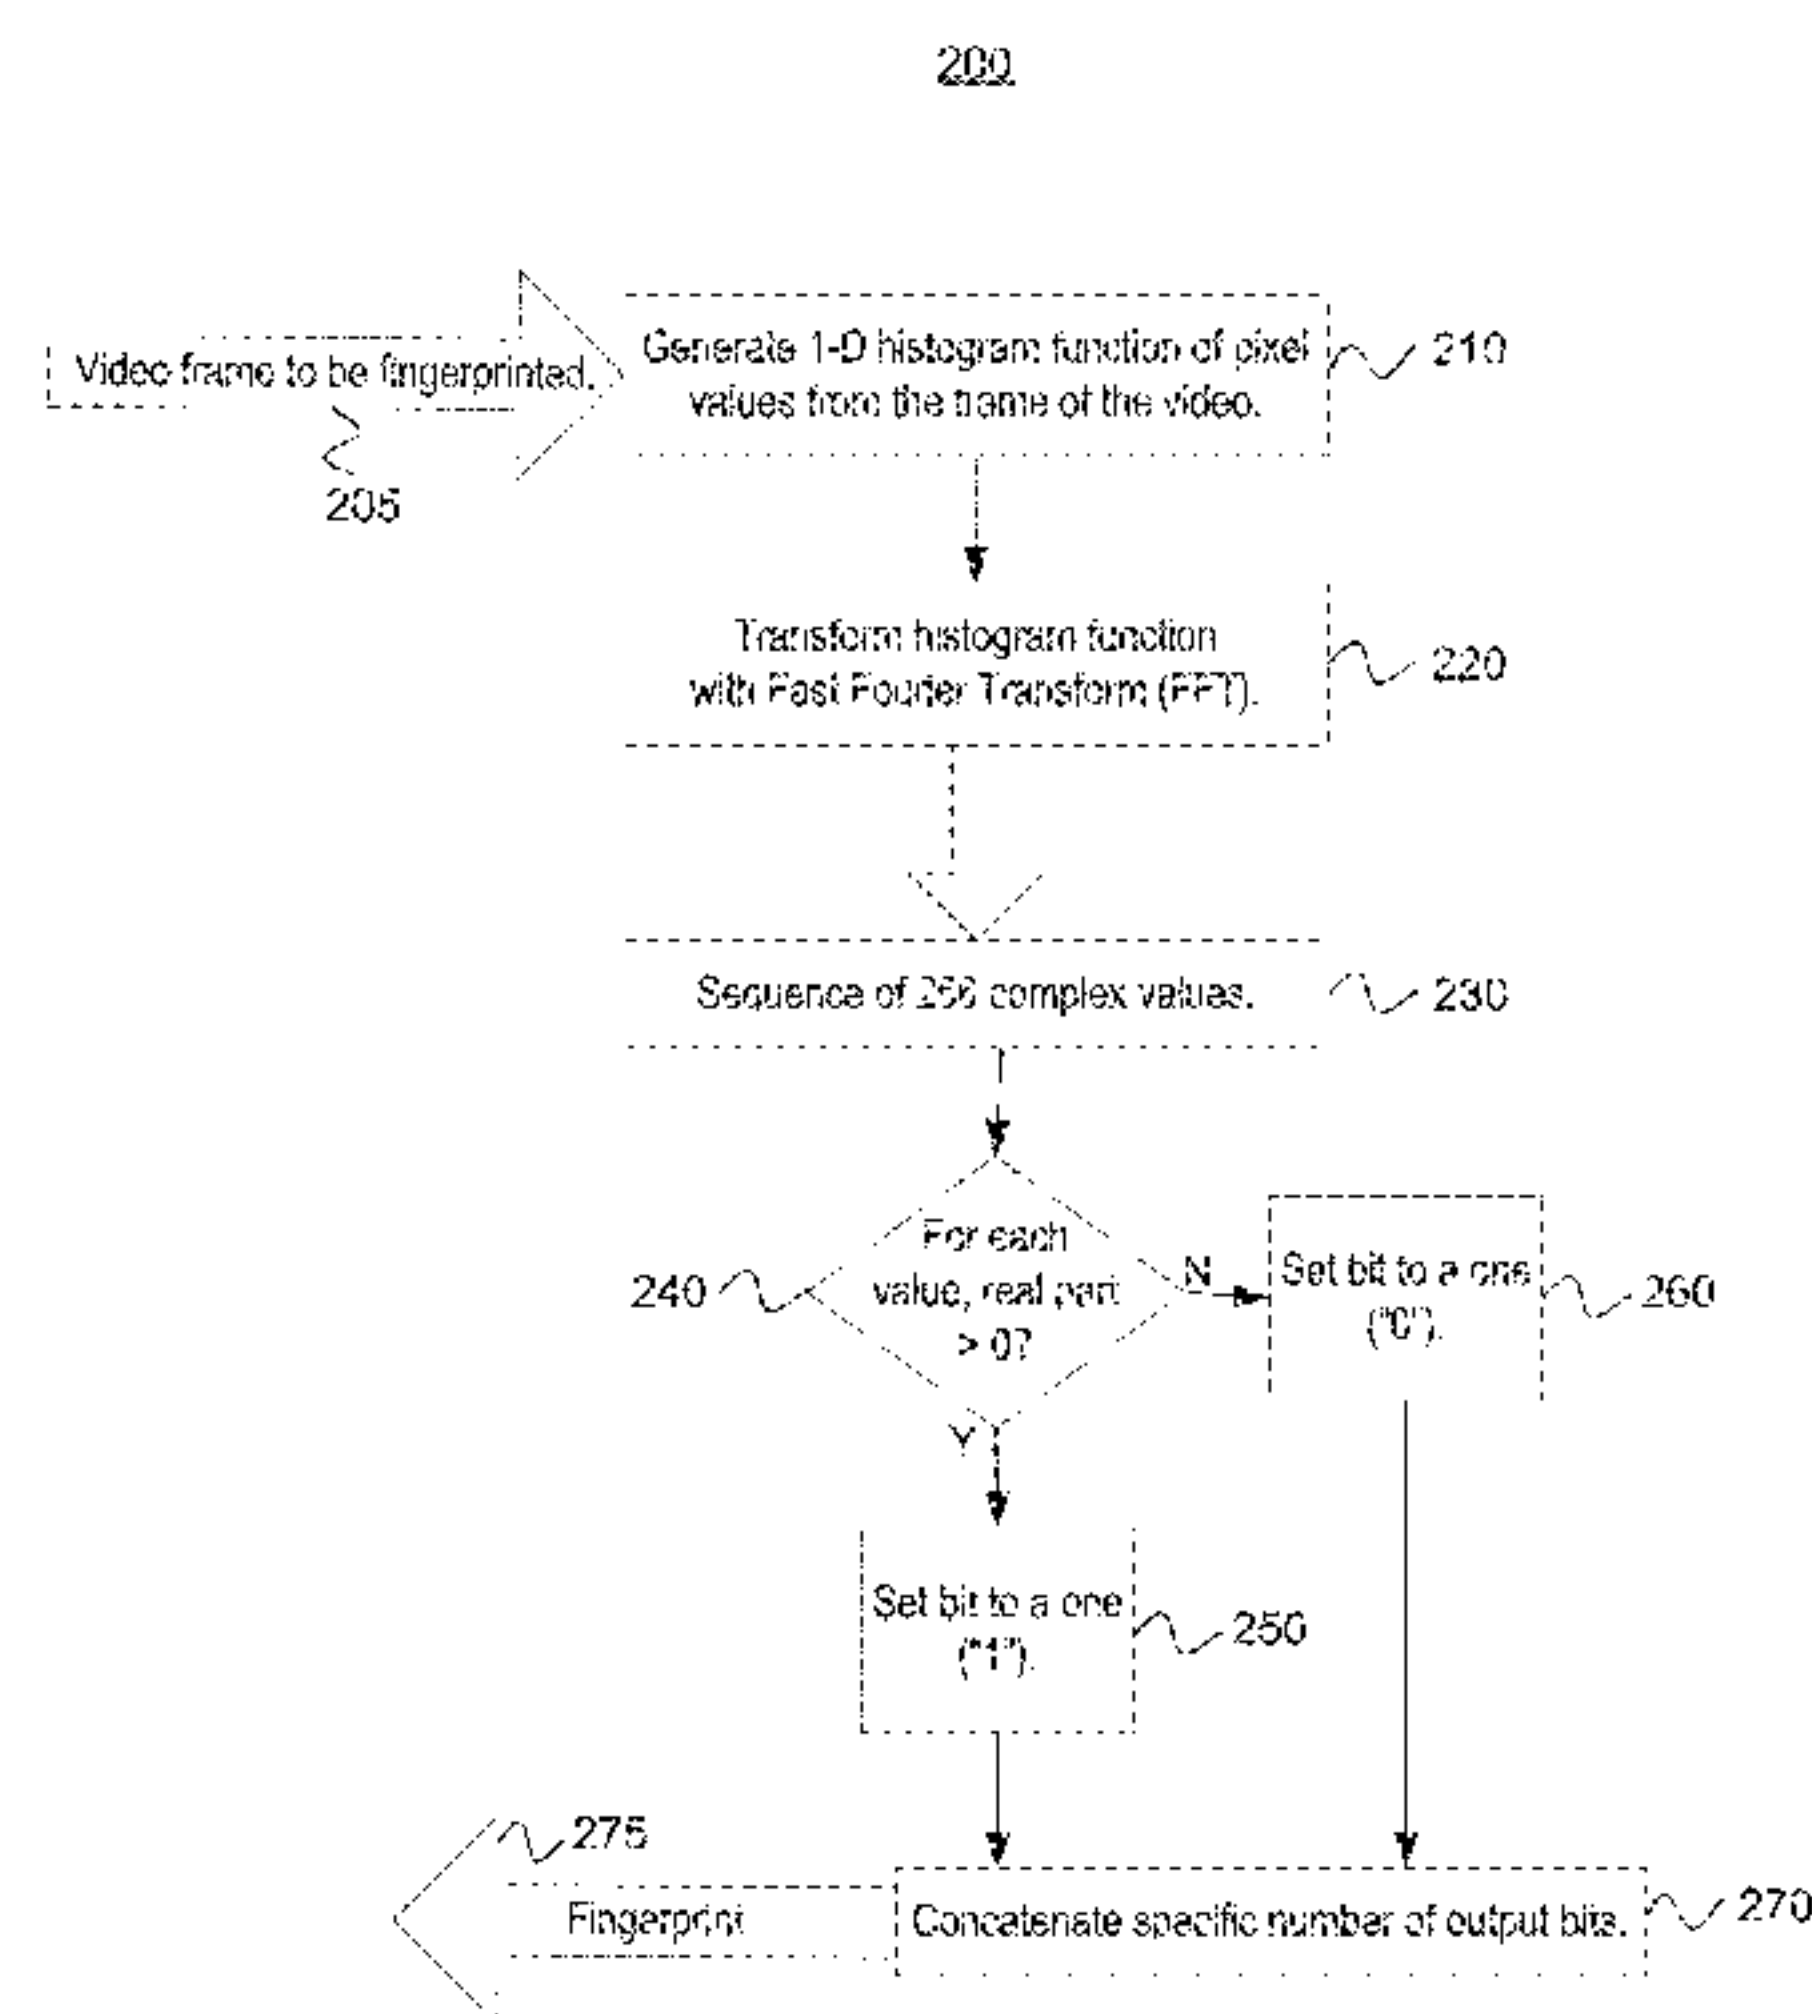 200
Video frame to be fingerprinted.
205
Generate 1-D histogram function of pixel
values from the frame of the video.
210
Transform histogram function
with Fast Fourier Transform (FFT).
220
Sequence of 256 complex values.
230
For each
value, real part
> 0?
240
N
Set bit to a one
("0").
260
Y
Set bit to a one
("1").
250
275
Fingerprint
Concatenate specific number of output bits.
270